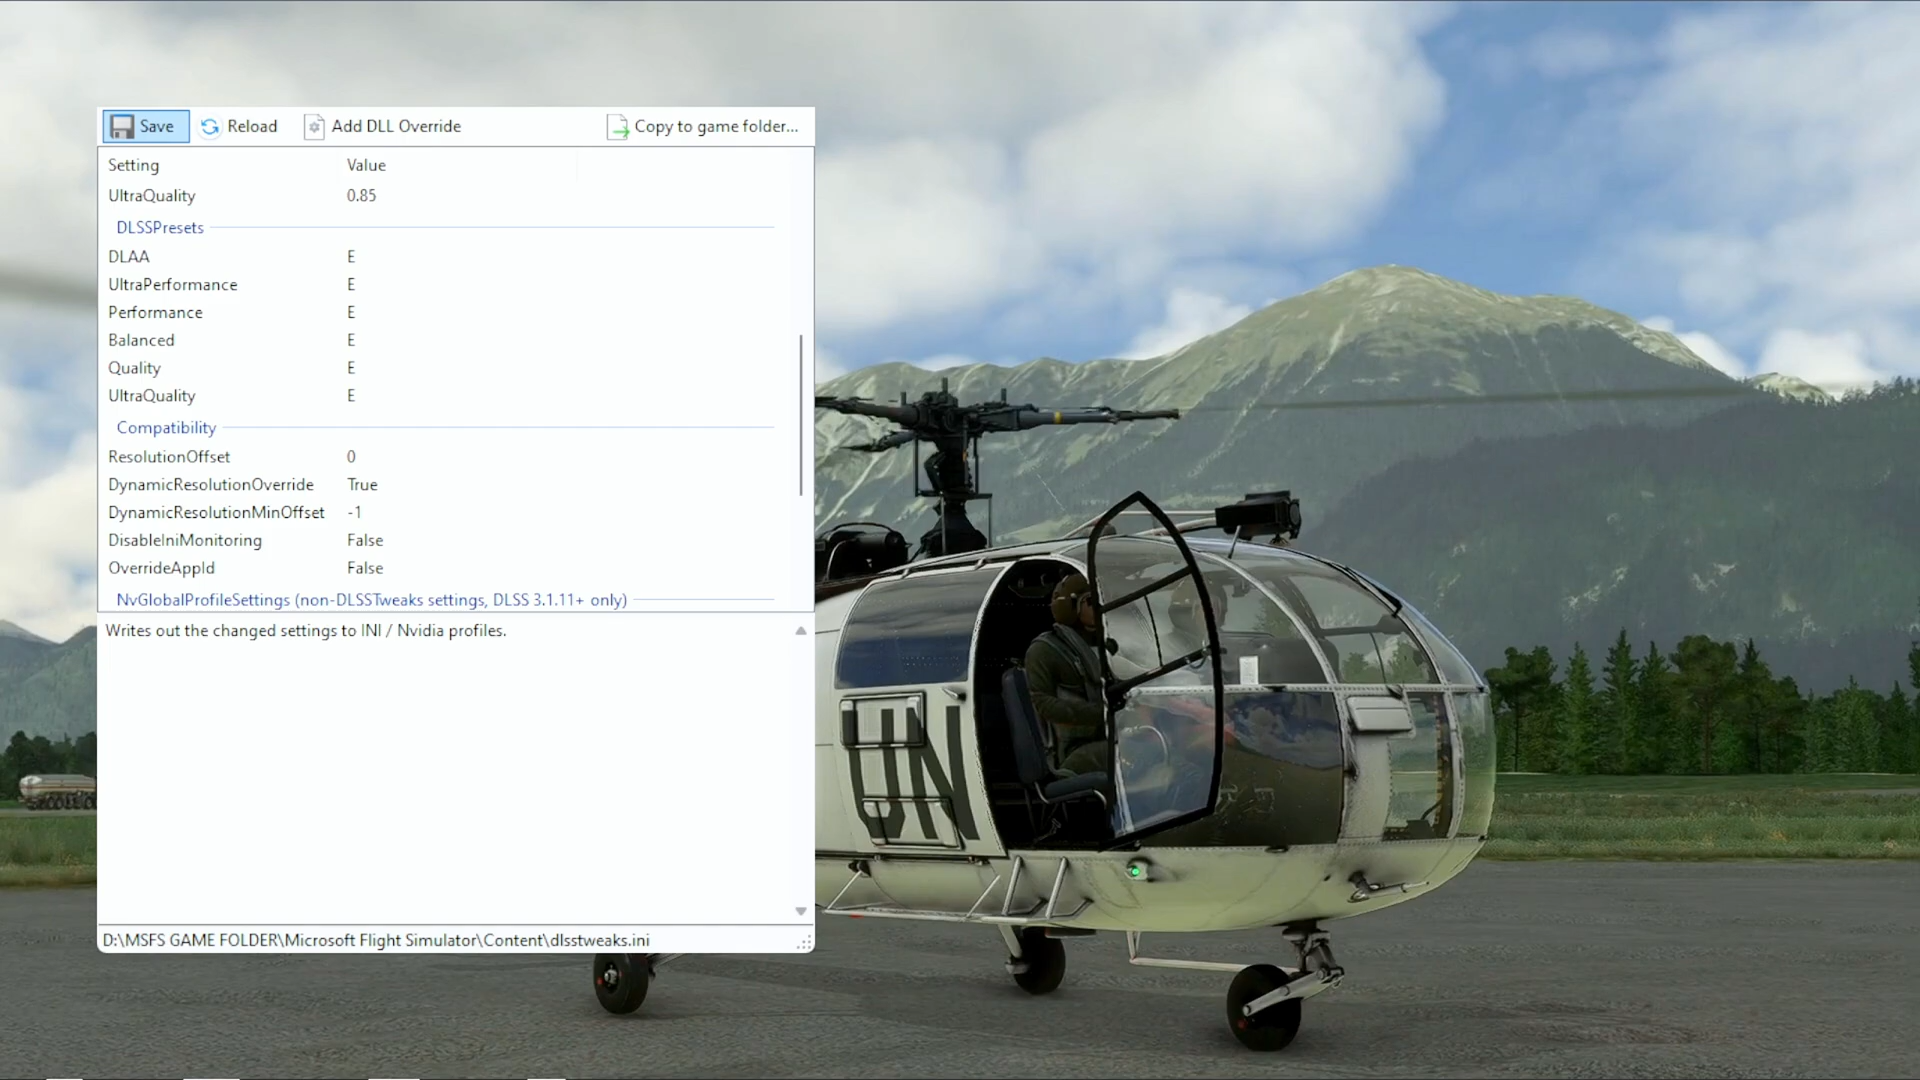 Save Reload Add DLL Override Copy to game folder...
Setting Value
UltraQuality 0.85
DLSSPresets
DLAA E
UltraPerformance E
Performance E
Balanced E
Quality E
UltraQuality E
Compatibility
ResolutionOffset 0
DynamicResolutionOverride True
DynamicResolutionMinOffset -1
DisableIniMonitoring False
OverrideAppId False
NvGlobalProfileSettings (non-DLSSTweaks settings, DLSS 3.1.11+ only)
Writes out the changed settings to INI / Nvidia profiles.
UN
D:\MSFS GAME FOLDER\Microsoft Flight Simulator\Content\dlsstweaks.ini